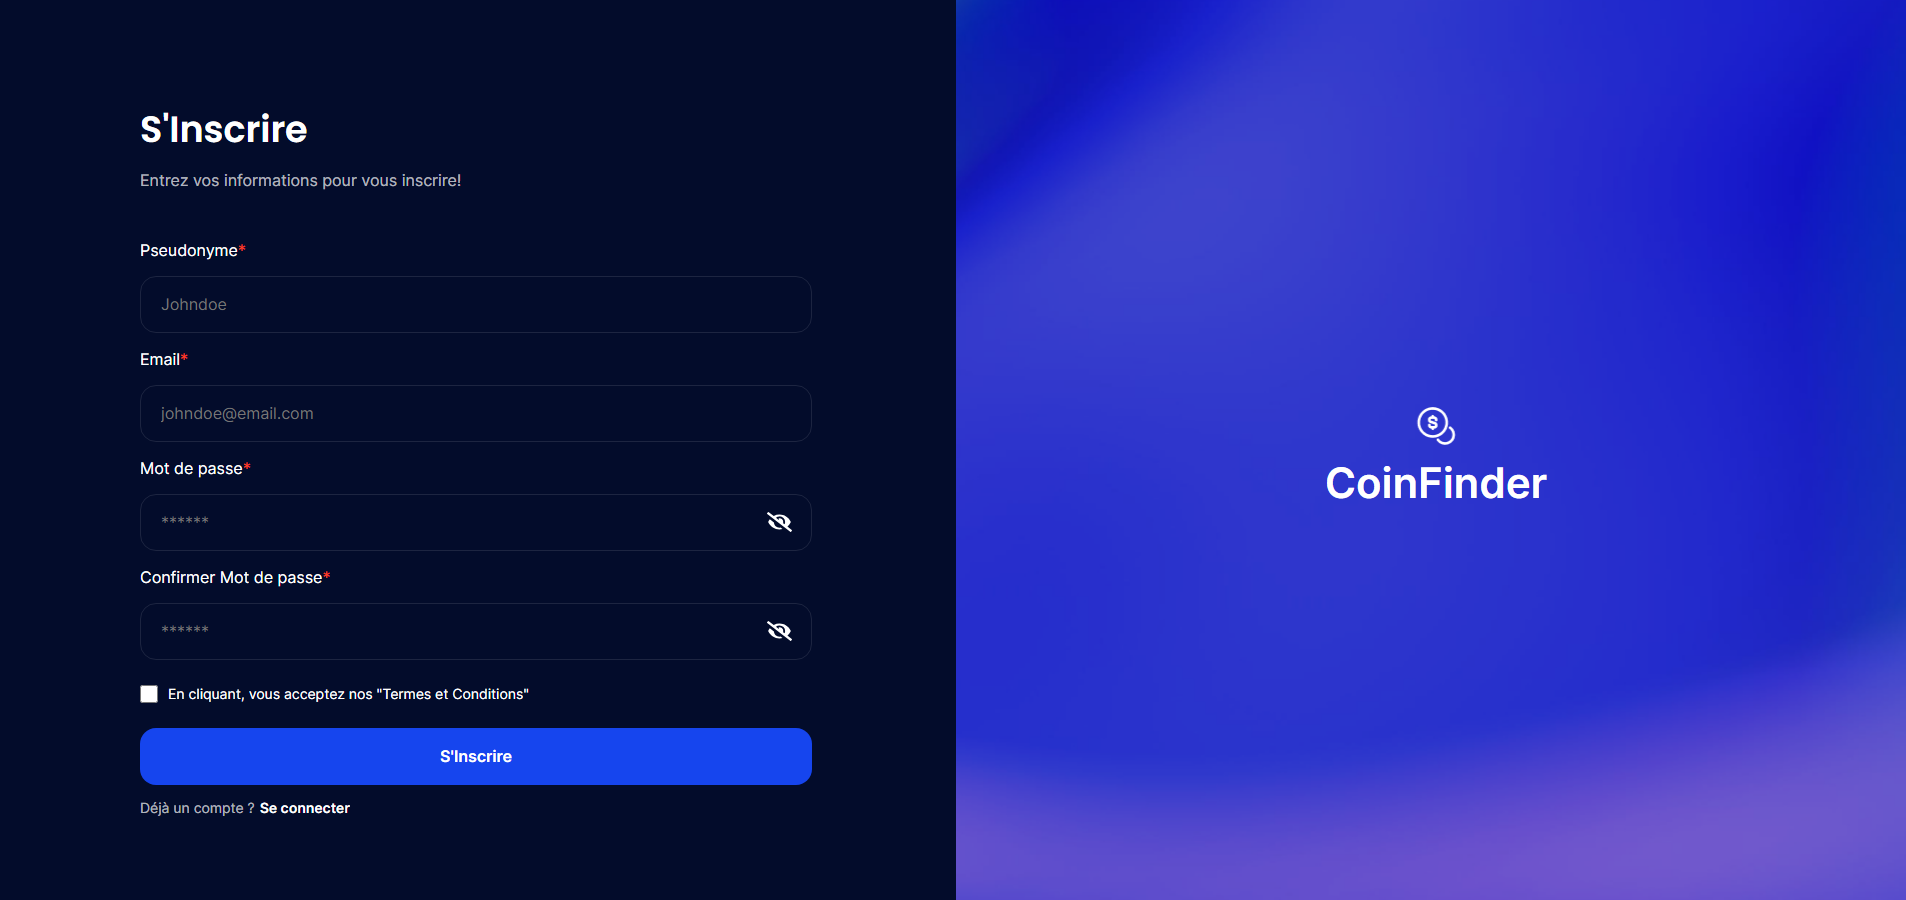 S'Inscrire
Entrez vos informations pour vous inscrire!
Pseudonyme*
Johndoe
Email*
johndoe@email.com
Mot de passe*
******
Confirmer Mot de passe*
******
En cliquant, vous acceptez nos "Termes et Conditions"
S'Inscrire
Déjà un compte ? Se connecter
$
CoinFinder